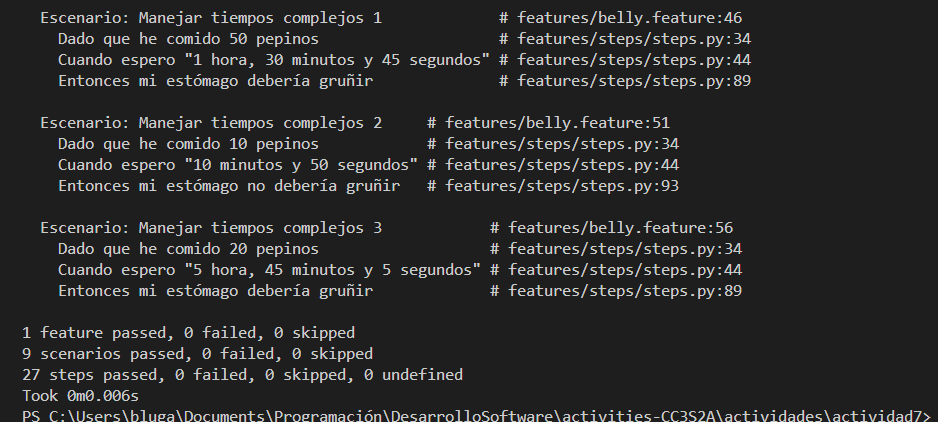 Escenario: Manejar tiempos complejos 1 # features/belly.feature:46
Dado que he comido 50 pepinos # features/steps/steps.py:34
Cuando espero "1 hora, 30 minutos y 45 segundos" # features/steps/steps.py:44
Entonces mi estómago debería gruñir # features/steps/steps.py:89
Escenario: Manejar tiempos complejos 2 # features/belly.feature:51
Dado que he comido 10 pepinos # features/steps/steps.py:34
Cuando espero "10 minutos y 50 segundos" # features/steps/steps.py:44
Entonces mi estómago no debería gruñir # features/steps/steps.py:93
Escenario: Manejar tiempos complejos 3 # features/belly.feature:56
Dado que he comido 20 pepinos # features/steps/steps.py:34
Cuando espero "5 hora, 45 minutos y 5 segundos" # features/steps/steps.py:44
Entonces mi estómago debería gruñir # features/steps/steps.py:89
1 feature passed, 0 failed, 0 skipped
9 scenarios passed, 0 failed, 0 skipped
27 steps passed, 0 failed, 0 skipped, 0 undefined
Took 0m0.006s
PS C:\Users\bluga\Documents\Programación\DesarrolloSoftware\activities-CC3S2A\actividades\actividad7>